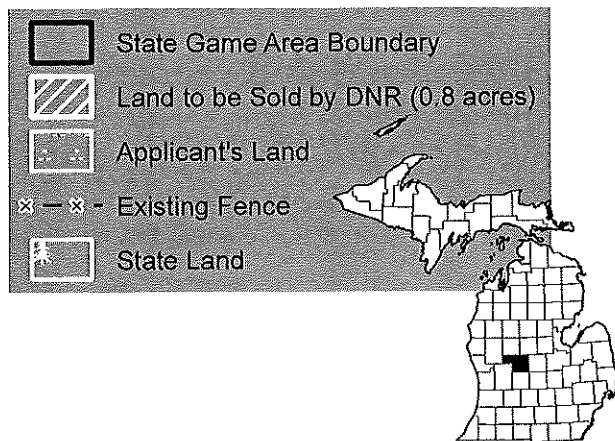 State Game Area Boundary
Land to be Sold by DNR (0.8 acres)
Applicant's Land
Existing Fence
State Land